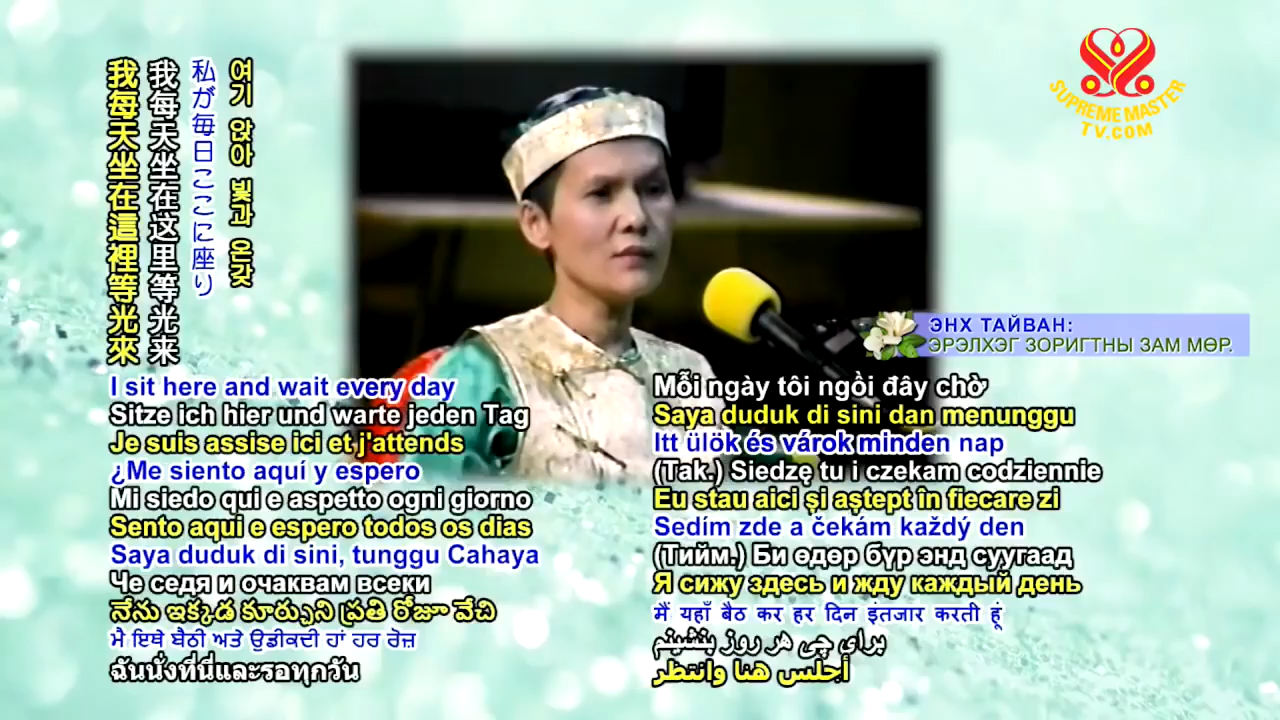 我每天坐在這裡等光來
我每天坐在这里等光来
私が毎日ここに座り
여기 앉아 빛과 온갖
SUPREME MASTER
TV.COM
ЭНХ ТАЙВАН:
ЭРЭЛХЭГ ЗОРИГТНЫ ЗАМ МӨР.
I sit here and wait every day
Sitze ich hier und warte jeden Tag
Je suis assise ici et j'attends
¿Me siento aquí y espero
Mi siedo qui e aspetto ogni giorno
Sento aqui e espero todos os dias
Saya duduk di sini, tunggu Cahaya
Че седя и очаквам всеки
నేను ఇక్కడ కూర్చుని ప్రతి రోజూ వేచి
ਮੈ ਇਥੇ ਬੈਠੀ ਅਤੇ ਉਡੀਕਦੀ ਹਾਂ ਹਰ ਰੋਜ਼
ฉันนั่งที่นี่และรอทุกวัน
Mỗi ngày tôi ngồi đây chờ
Saya duduk di sini dan menunggu
Itt ülök és várok minden nap
(Tak.) Siedzę tu i czekam codziennie
Eu stau aici și aștept în fiecare zi
Sedím zde a čekám každý den
(Тийм.) Би өдөр бүр энд суугаад
Я сижу здесь и жду каждый день
मैं यहाँ बैठ कर हर दिन इंतजार करती हूं
براي چي هر روز بنشينم
أجلس هنا وانتظر